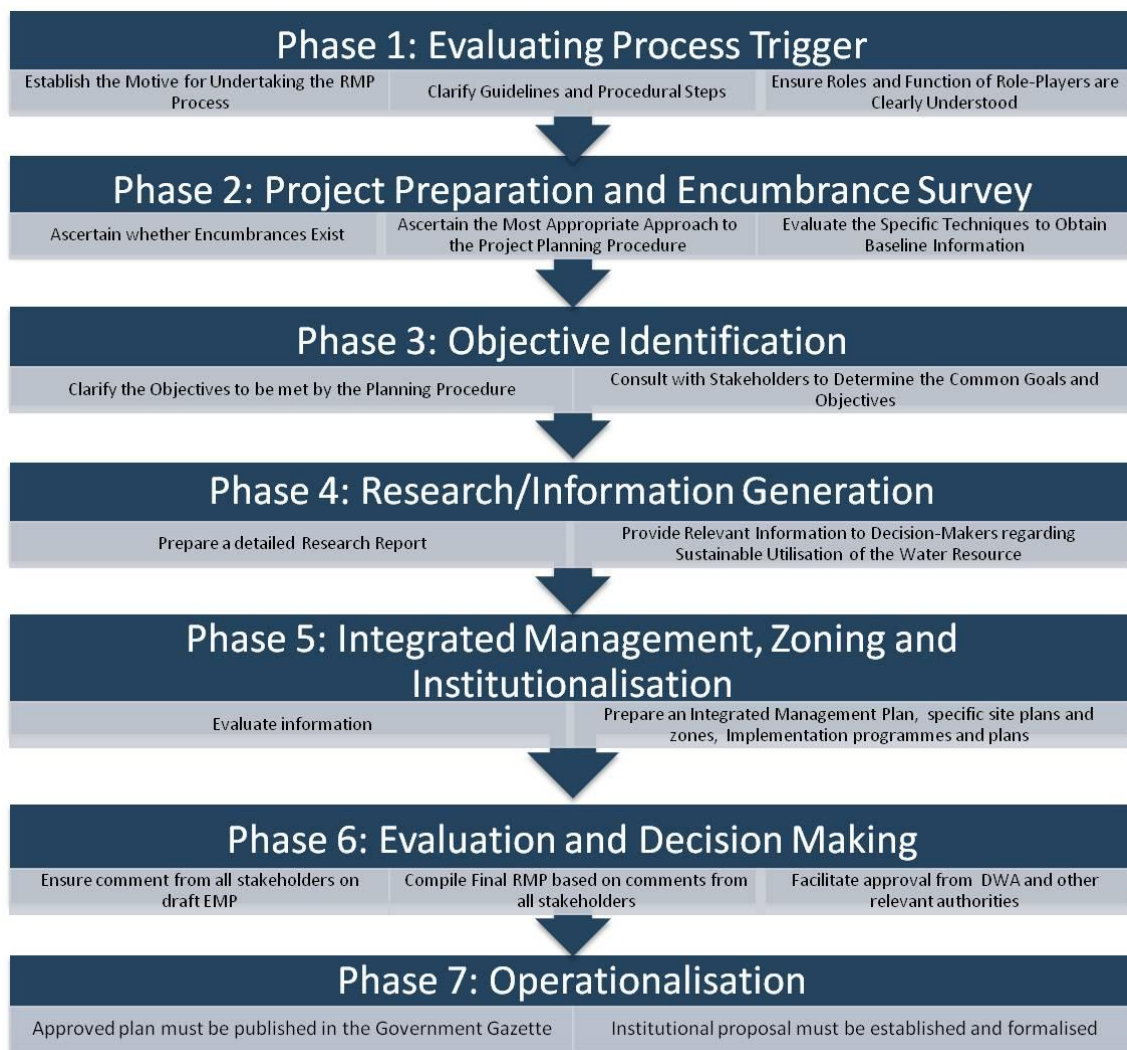 Phase 1: Evaluating Process Trigger
Establish the Motive for Undertaking the RMP
Process
Clarify Guidelines and Procedural Steps
Ensure Roles and Function of Role-Players are
Clearly Understood
Phase 2: Project Preparation and Encumbrance Survey
Ascertain whether Encumbrances Exist
Ascertain the Most Appropriate Approach to
the Project Planning Procedure
Evaluate the Specific Techniques to Obtain
Baseline Information
Phase 3: Objective Identification
Clarify the Objectives to be met by the Planning Procedure
Consult with Stakeholders to Determine the Common Goals and
Objectives
Phase 4: Research/Information Generation
Prepare a detailed Research Report
Provide Relevant Information to Decision-Makers regarding
Sustainable Utilisation of the Water Resource
Phase 5: Integrated Management, Zoning and
Institutionalisation
Evaluate information
Prepare an Integrated Management Plan, specific site plans and
zones, Implementation programmes and plans
Phase 6: Evaluation and Decision Making
Ensure comment from all stakeholders on
draft EMP
Compile Final RMP based on comments from
all stakeholders
Facilitate approval from DWA and other
relevant authorities
Phase 7: Operationalisation
Approved plan must be published in the Government Gazette
Institutional proposal must be established and formalised